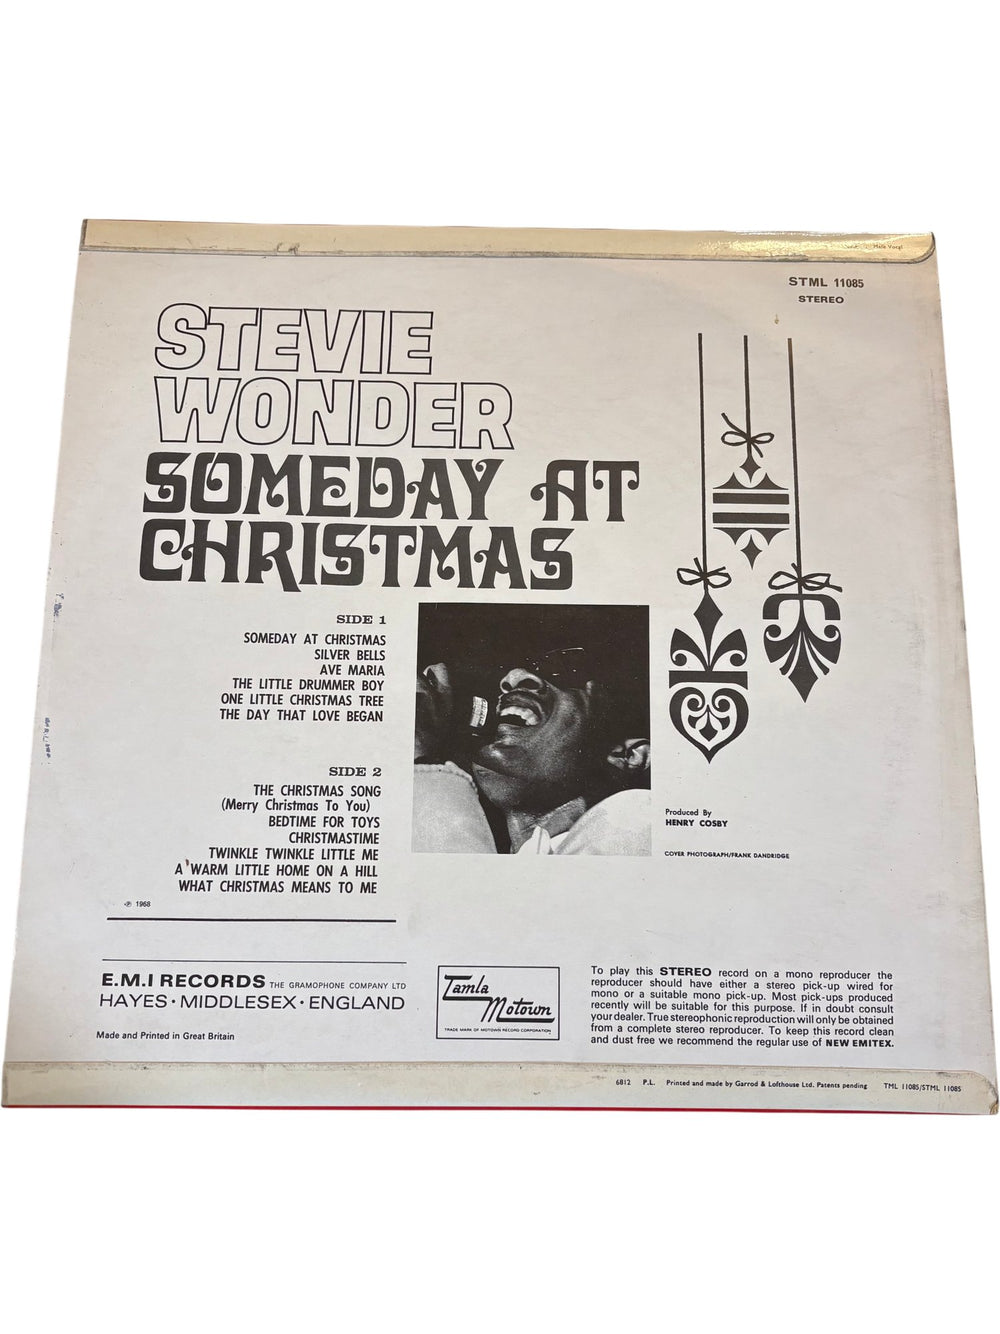 Male Vocal
STML 11085
STEREO
STEVIE
WONDER
SOMEDAY AT
CHRISTMAS
SIDE 1
SOMEDAY AT CHRISTMAS
SILVER BELLS
AVE MARIA
THE LITTLE DRUMMER BOY
ONE LITTLE CHRISTMAS TREE
THE DAY THAT LOVE BEGAN
SIDE 2
THE CHRISTMAS SONG
(Merry Christmas To You)
BEDTIME FOR TOYS
CHRISTMASTIME
TWINKLE TWINKLE LITTLE ME
A WARM LITTLE HOME ON A HILL
WHAT CHRISTMAS MEANS TO ME
℗ 1968
Produced By
HENRY COSBY
COVER PHOTOGRAPH/FRANK DANDRIDGE
E.M.I RECORDS THE GRAMOPHONE COMPANY LTD
HAYES · MIDDLESEX · ENGLAND
Made and Printed in Great Britain
Tamla
Motown
TRADE MARK OF MOTOWN RECORD CORPORATION
To play this STEREO record on a mono reproducer the
reproducer should have either a stereo pick-up wired for
mono or a suitable mono pick-up. Most pick-ups produced
recently will be suitable for this purpose. If in doubt consult
your dealer. True stereophonic reproduction will only be obtained
from a complete stereo reproducer. To keep this record clean
and dust free we recommend the regular use of NEW EMITEX.
6812 P.L. Printed and made by Garrod & Lofthouse Ltd. Patents pending TML 11085/STML 11085